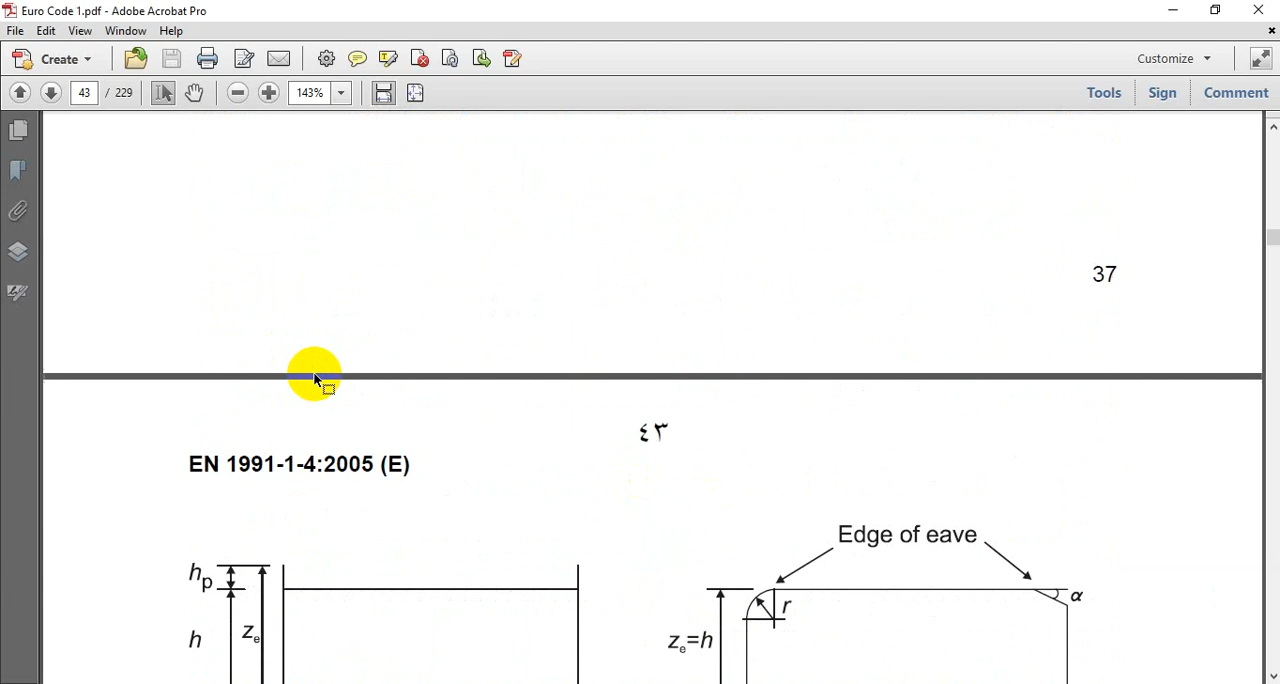 Euro Code 1.pdf - Adobe Acrobat Pro
File Edit View Window Help
Create
Customize
43 / 229
143%
Tools Sign Comment
37
٤٣
EN 1991-1-4:2005 (E)
Edge of eave
hp
r
α
h
ze
ze=h